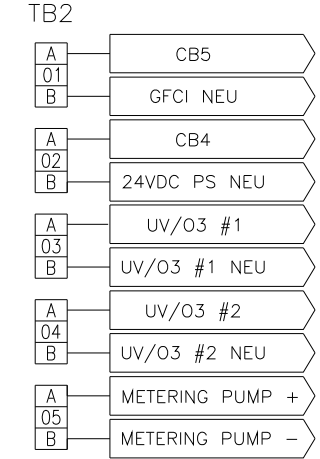 TB2
A CB5
01
B GFCI NEU
A CB4
02
B 24VDC PS NEU
A UV/O3 #1
03
B UV/O3 #1 NEU
A UV/O3 #2
04
B UV/O3 #2 NEU
A METERING PUMP +
05
B METERING PUMP −